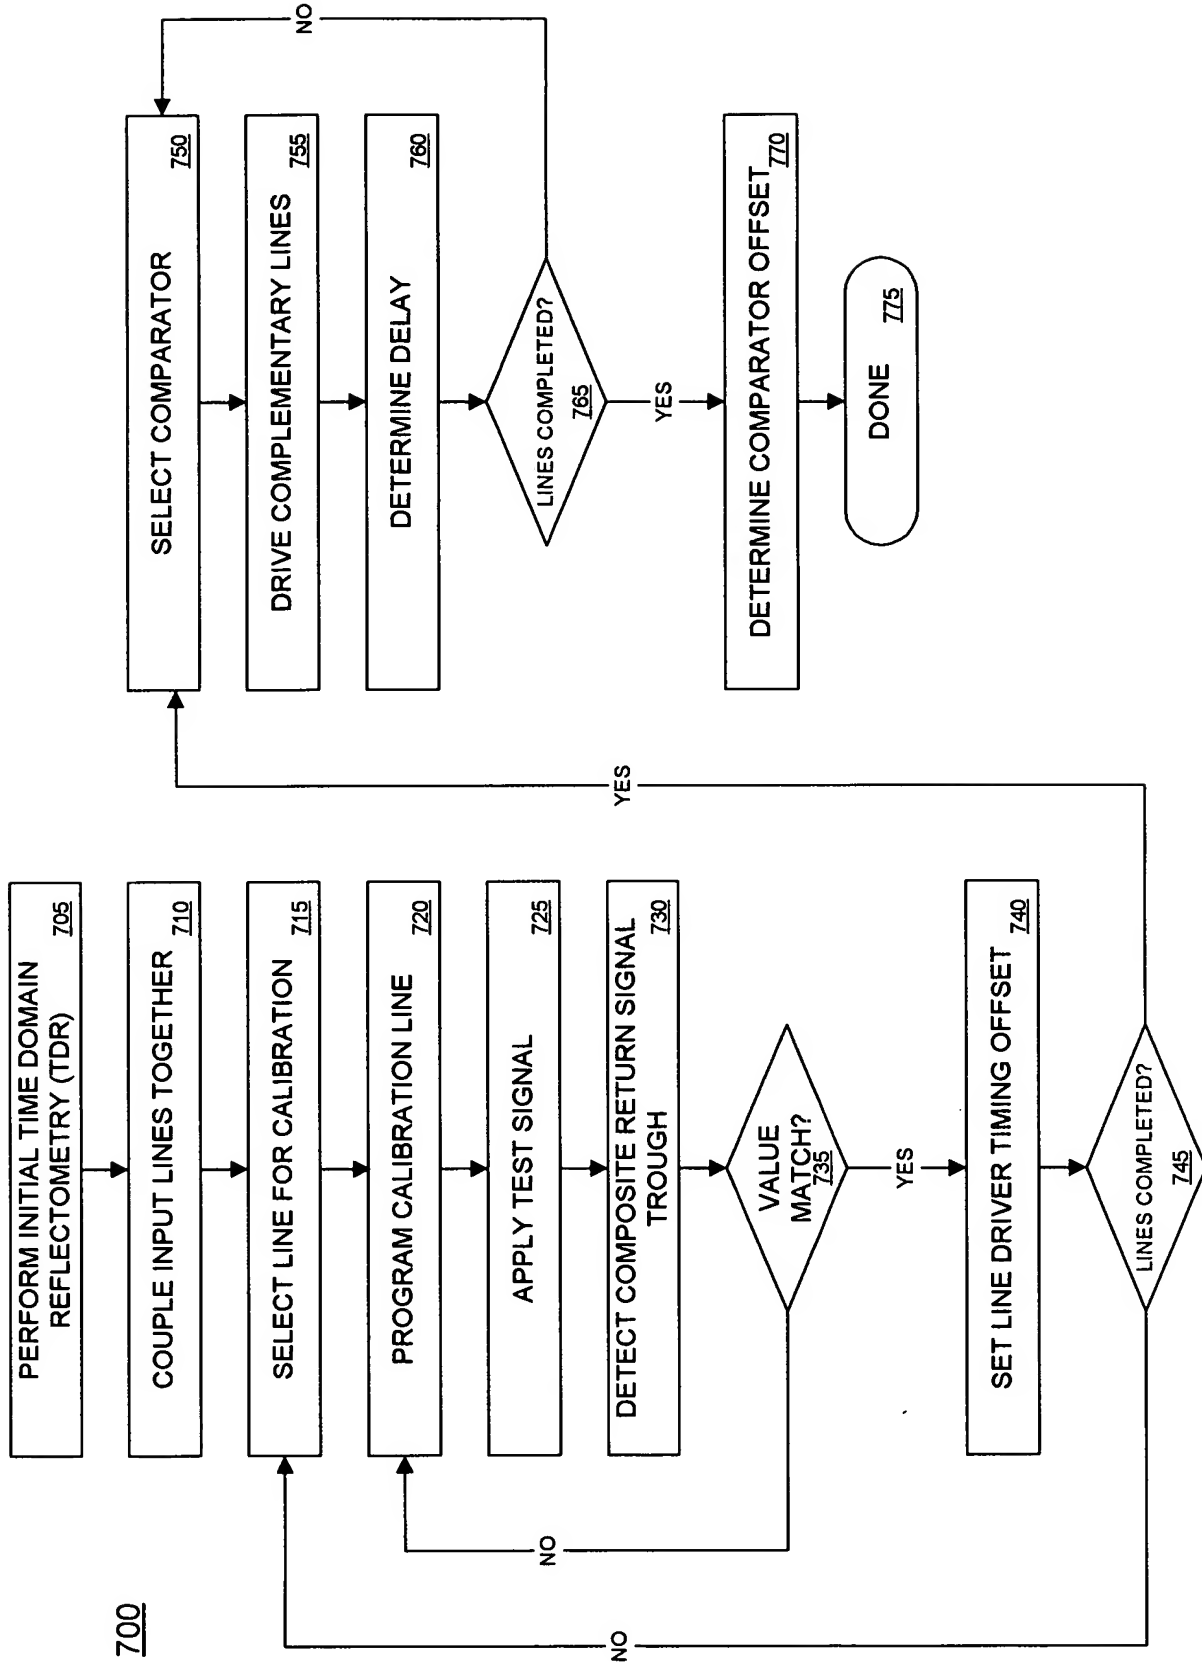 700
PERFORM INITIAL TIME DOMAIN
REFLECTOMETRY (TDR)
705
COUPLE INPUT LINES TOGETHER
710
SELECT LINE FOR CALIBRATION
715
PROGRAM CALIBRATION LINE
720
APPLY TEST SIGNAL
725
DETECT COMPOSITE RETURN SIGNAL
TROUGH
730
VALUE
MATCH?
735
NO
YES
SET LINE DRIVER TIMING OFFSET
740
LINES COMPLETED?
745
NO
YES
SELECT COMPARATOR
750
DRIVE COMPLEMENTARY LINES
755
DETERMINE DELAY
760
LINES COMPLETED?
765
NO
YES
DETERMINE COMPARATOR OFFSET
770
DONE
775